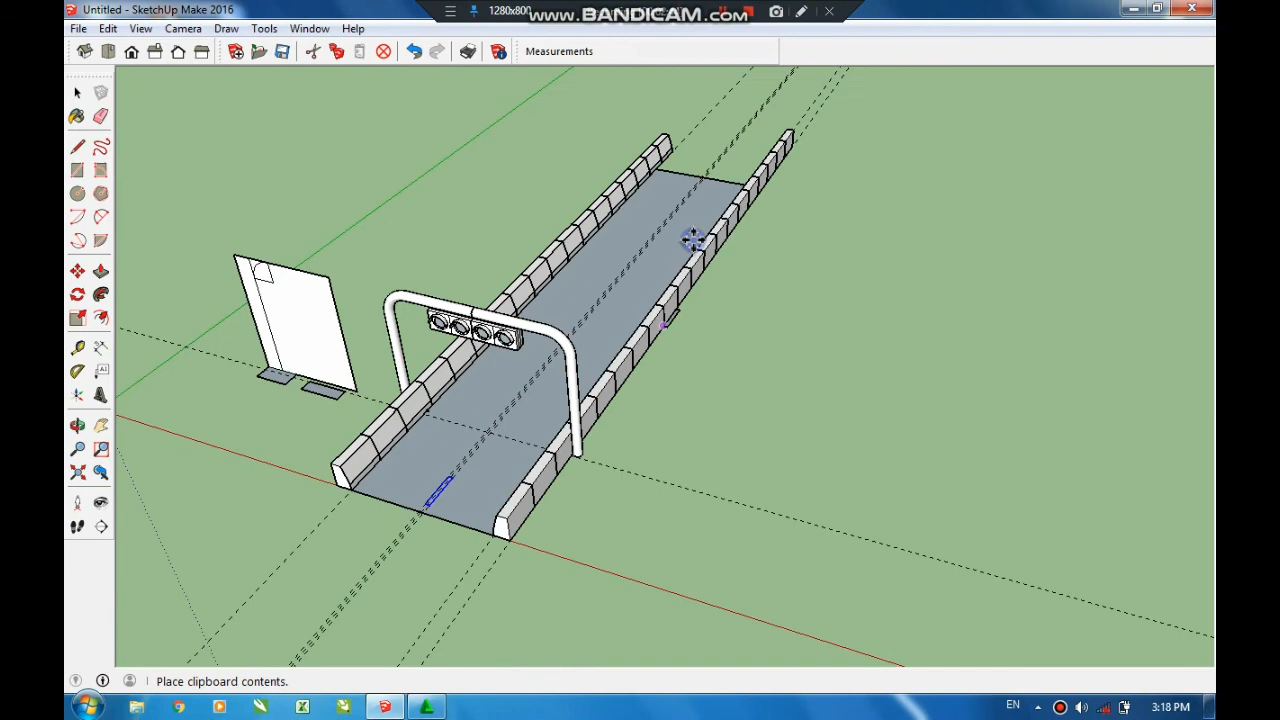 Untitled - SketchUp Make 2016
1280x800
www.BANDICAM.com
File Edit View Camera Draw Tools Window Help
Measurements
Place clipboard contents.
EN
3:18 PM